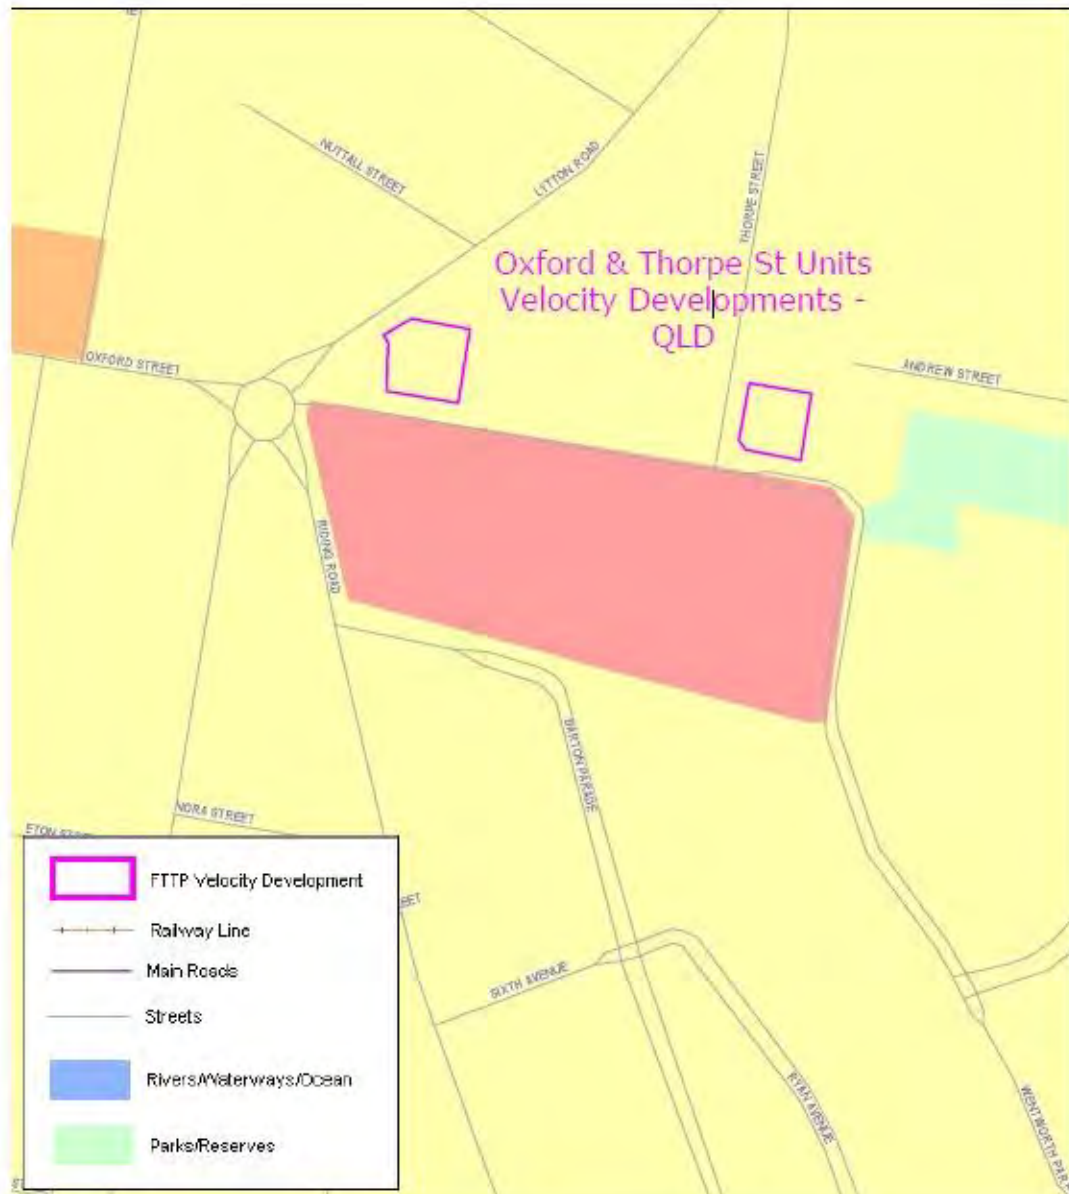 NUTTALL STREET
LYTTON ROAD
THORPE STREET
Oxford & Thorpe St Units
Velocity Developments -
QLD
OXFORD STREET
ANDREW STREET
RIDING ROAD
BARTON PARADE
NORA STREET
ETON
SIXTH AVENUE
RYAN AVENUE
WENTWORTH
FTTP Velocity Development
Railway Line
Main Roads
Streets
Rivers/Waterways/Ocean
Parks/Reserves